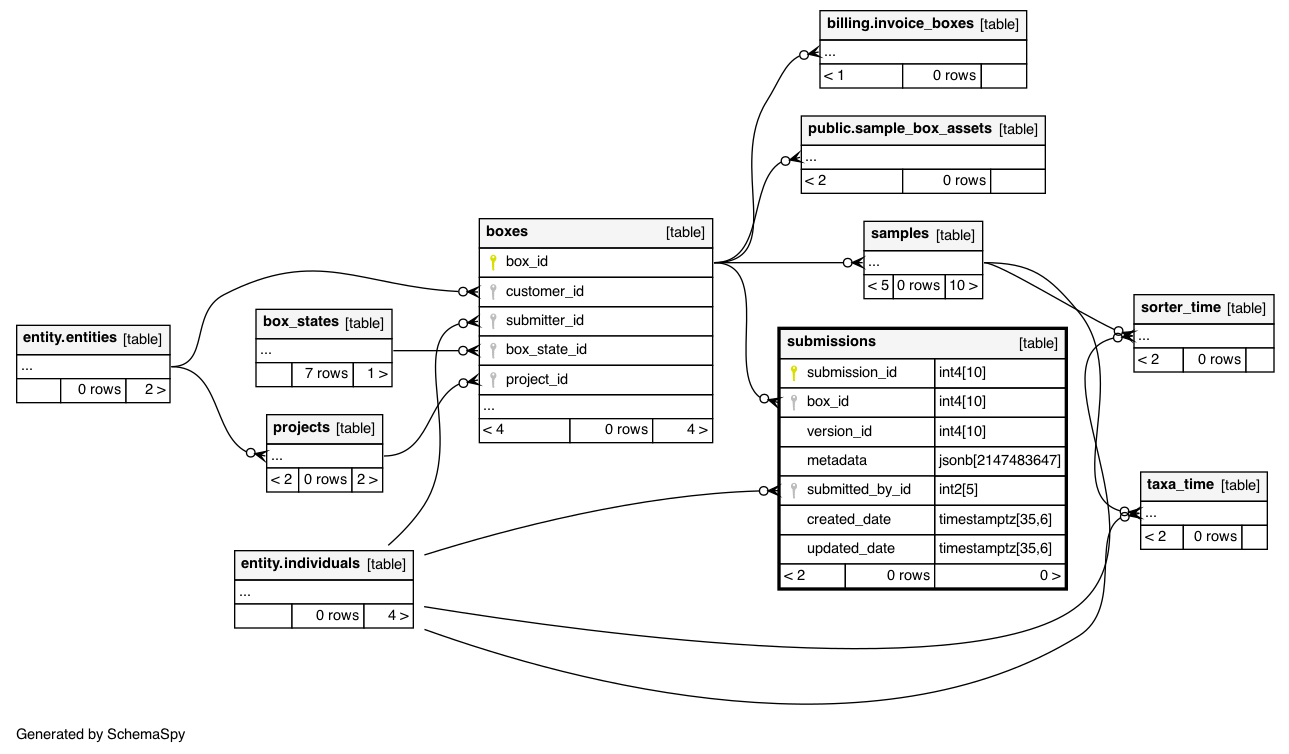 billing.invoice_boxes [table]
...
< 1 0 rows
public.sample_box_assets [table]
...
< 2 0 rows
boxes [table]
box_id
customer_id
submitter_id
box_state_id
project_id
...
< 4 0 rows 4 >
samples [table]
...
< 5 0 rows 10 >
sorter_time [table]
...
< 2 0 rows
box_states [table]
...
7 rows 1 >
entity.entities [table]
...
0 rows 2 >
submissions [table]
submission_id int4[10]
box_id int4[10]
version_id int4[10]
metadata jsonb[2147483647]
submitted_by_id int2[5]
created_date timestamptz[35,6]
updated_date timestamptz[35,6]
< 2 0 rows 0 >
projects [table]
...
< 2 0 rows 2 >
taxa_time [table]
...
< 2 0 rows
entity.individuals [table]
...
0 rows 4 >
Generated by SchemaSpy